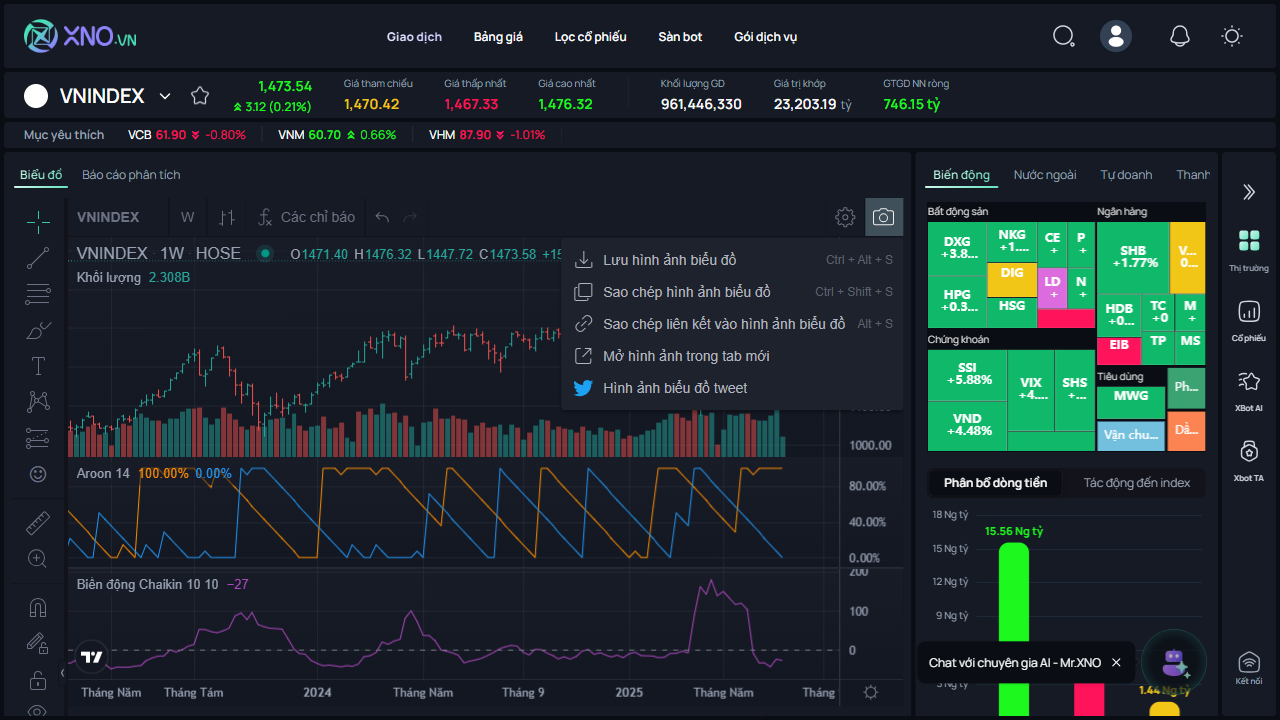 XNO.VN
Giao dịch Bảng giá Lọc cổ phiếu Sàn bot Gói dịch vụ
VNINDEX
1,473.54
3.12 (0.21%)
Giá tham chiếu
1,470.42
Giá thấp nhất
1,467.33
Giá cao nhất
1,476.32
Khối lượng GD
961,446,330
Giá trị khớp
23,203.19 tỷ
GTGD NN ròng
746.15 tỷ
Mục yêu thích VCB 61.90 -0.80% VNM 60.70 0.66% VHM 87.90 -1.01%
Biểu đồ Báo cáo phân tích
VNINDEX W Các chỉ báo
VNINDEX · 1W · HOSE O1471.40 H1476.32 L1447.72 C1473.58 +15
Khối lượng 2.308B
Lưu hình ảnh biểu đồ Ctrl + Alt + S
Sao chép hình ảnh biểu đồ Ctrl + Shift + S
Sao chép liên kết vào hình ảnh biểu đồ Alt + S
Mở hình ảnh trong tab mới
Hình ảnh biểu đồ tweet
1000.00
Aroon 14 100.00% 0.00%
80.00%
40.00%
0.00%
Biến động Chaikin 10 10 −27
200
100
0
Tháng Năm Tháng Tám 2024 Tháng Năm Tháng 9 2025 Tháng Năm Tháng
Biến động Nước ngoài Tự doanh Thanh
Bất động sản
DXG
+3.8...
NKG
+1....
CE
+
P
+
DIG
LD
+
N
+
HPG
+0.3...
HSG
Ngân hàng
SHB
+1.77%
V...
0...
HDB
+0...
TC
+0
M
+
EIB
TP
MS
Chứng khoán
SSI
+5.88%
VIX
+4....
SHS
+...
VND
+4.48%
Tiêu dùng
MWG
Ph...
Vận chu...
Dầ...
Phân bổ dòng tiền Tác động đến index
18 Ng tỷ
15.56 Ng tỷ
15 Ng tỷ
12 Ng tỷ
9 Ng tỷ
Chat với chuyên gia AI - Mr.XNO
3 Ng tỷ
1.44 Ng tỷ
Thị trường
Cổ phiếu
XBot AI
Xbot TA
Kết nối